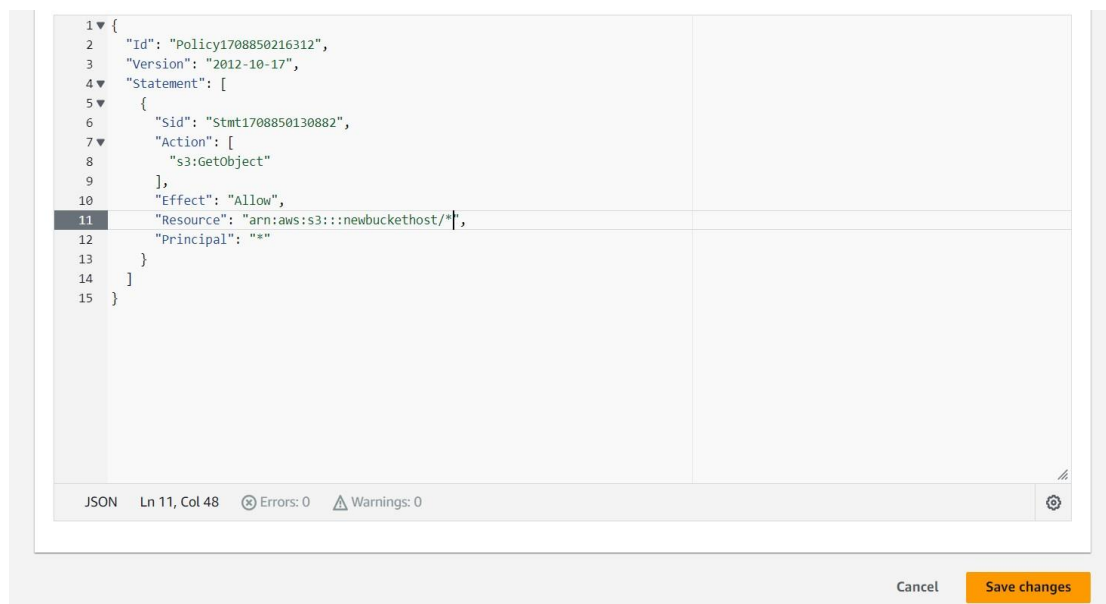 1 {
2 "Id": "Policy1708850216312",
3 "Version": "2012-10-17",
4 "Statement": [
5 {
6 "Sid": "Stmt1708850130882",
7 "Action": [
8 "s3:GetObject"
9 ],
10 "Effect": "Allow",
11 "Resource": "arn:aws:s3:::newbuckethost/*",
12 "Principal": "*"
13 }
14 ]
15 }
JSON Ln 11, Col 48 Errors: 0 Warnings: 0
Cancel Save changes